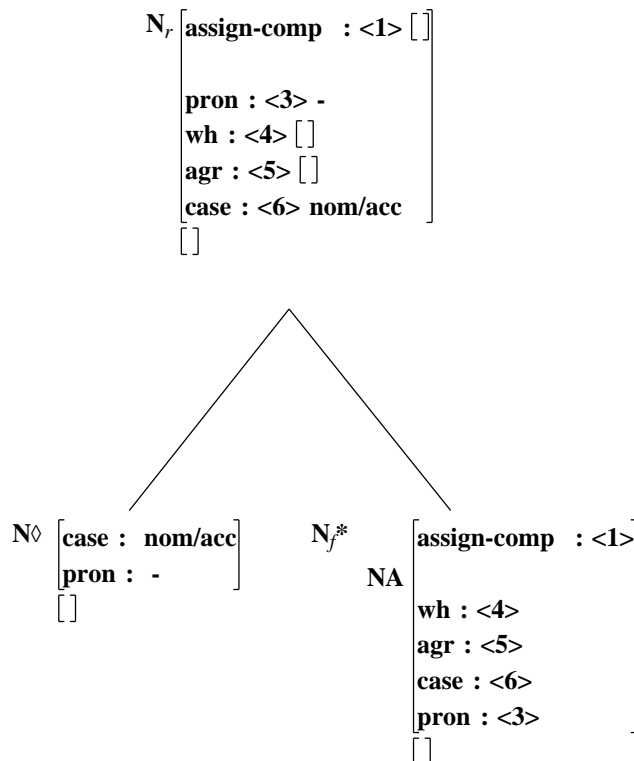 N_r [assign-comp : <1> []
pron : <3> -
wh : <4> []
agr : <5> []
case : <6> nom/acc]
[]
N◊ [case : nom/acc
pron : -]
[]
N_f* [assign-comp : <1>
NA
wh : <4>
agr : <5>
case : <6>
pron : <3>]
[]